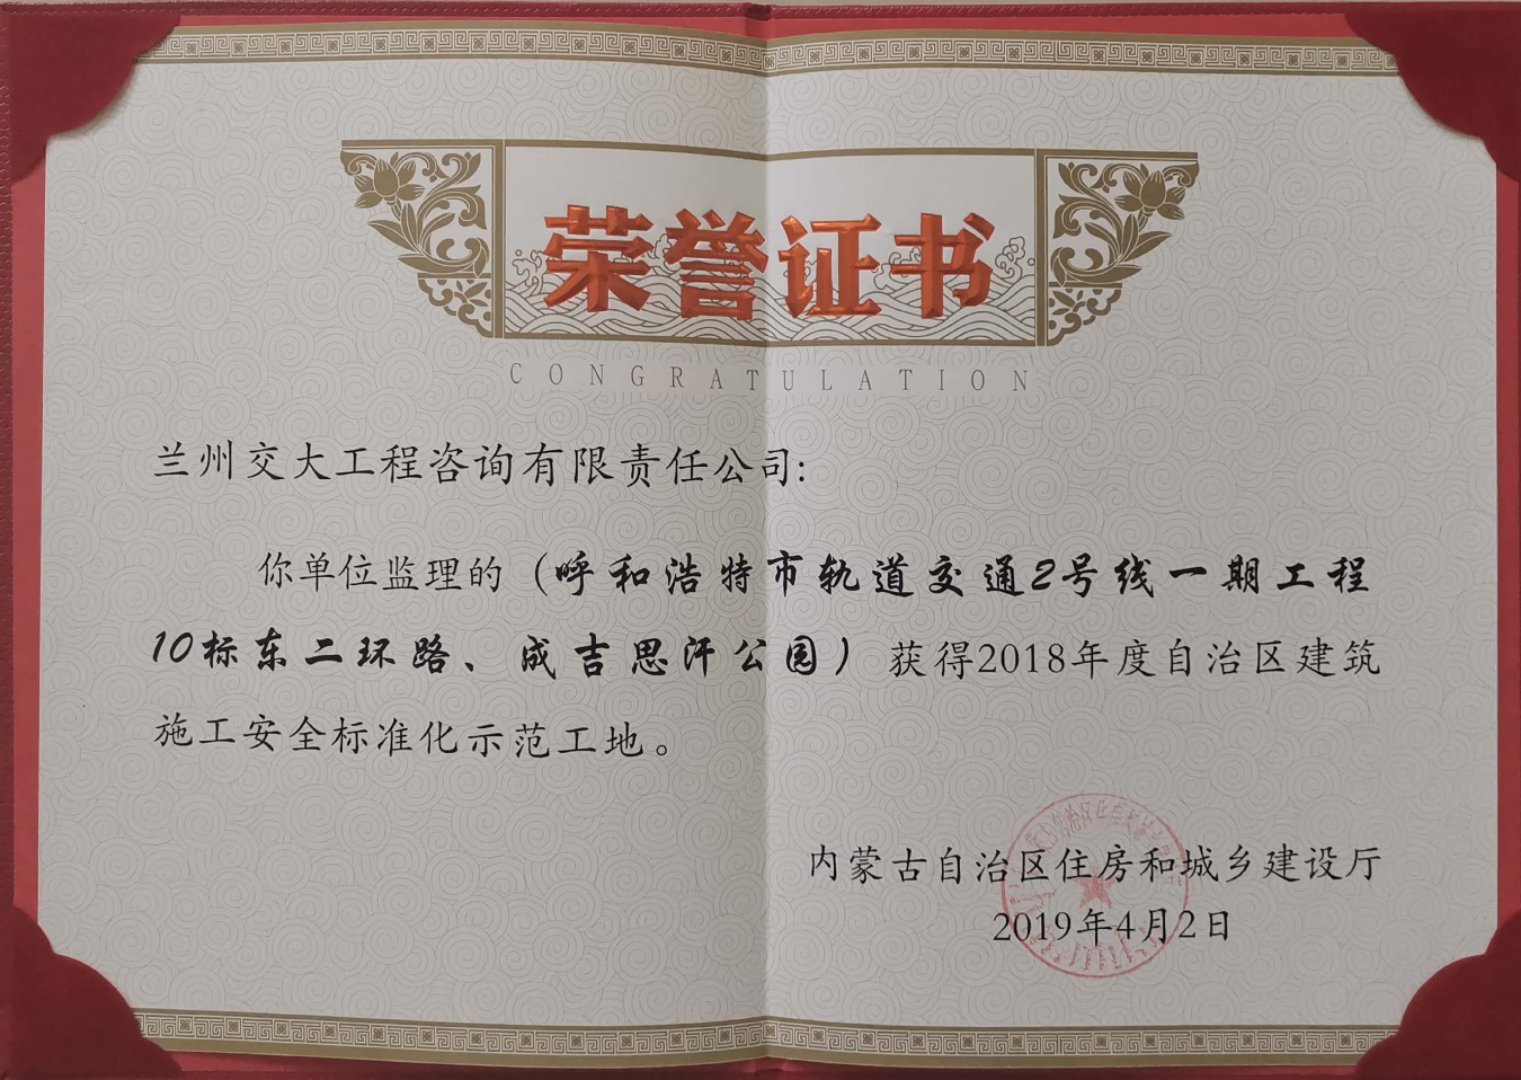 荣誉证书
CONGRATULATION
兰州交大工程咨询有限责任公司:
你单位监理的（呼和浩特市轨道交通2号线一期工程
10标东二环路、成吉思汗公园）获得2018年度自治区建筑
施工安全标准化示范工地。
内蒙古自治区住房和城乡建设厅
2019年4月2日